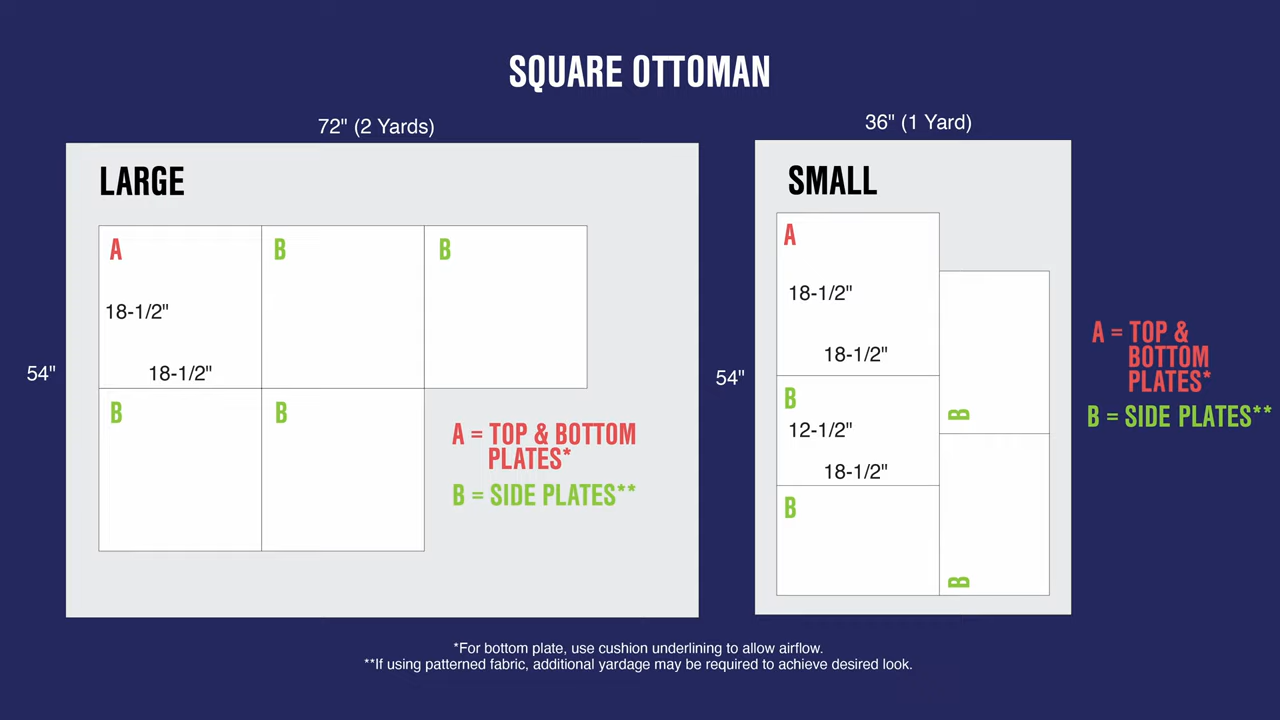 SQUARE OTTOMAN
72" (2 Yards)
LARGE
A
B
B
18-1/2"
18-1/2"
54"
B
B
A = TOP & BOTTOM
PLATES*
B = SIDE PLATES**
36" (1 Yard)
SMALL
A
18-1/2"
18-1/2"
54"
B
12-1/2"
18-1/2"
B
B
B
A = TOP &
BOTTOM
PLATES*
B = SIDE PLATES**
*For bottom plate, use cushion underlining to allow airflow.
**If using patterned fabric, additional yardage may be required to achieve desired look.